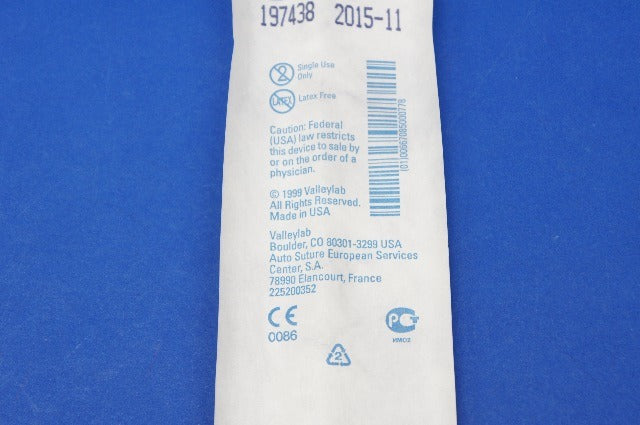 197438 2015-11
Single Use
Only
LATEX
Latex Free
Caution: Federal
(USA) law restricts
this device to sale by
or on the order of a
physician.
© 1999 Valleylab
All Rights Reserved.
Made in USA
Valleylab
Boulder, CO 80301-3299 USA
Auto Suture European Services
Center, S.A.
78990 Elancourt, France
225200352
CE
0086
2